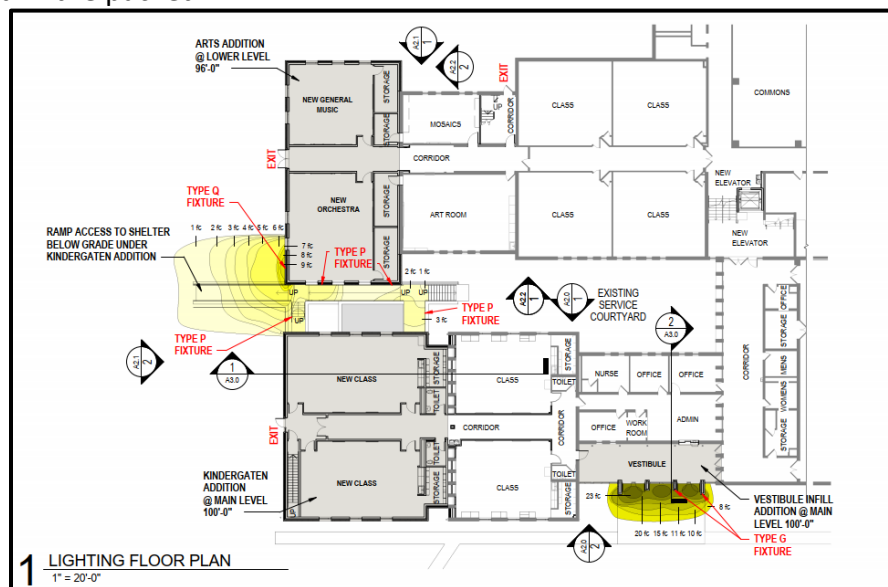 ARTS ADDITION
@ LOWER LEVEL
96'-0"
A2.1
1
A2.2
2
EXIT
NEW GENERAL
MUSIC
STORAGE
STORAGE
MOSAICS
UP
CORRIDOR
CLASS
CLASS
COMMONS
EXIT
CORRIDOR
TYPE Q
FIXTURE
NEW
ORCHESTRA
STORAGE
STORAGE
ART ROOM
CLASS
CLASS
NEW
ELEVATOR
NEW
ELEVATOR
RAMP ACCESS TO SHELTER
BELOW GRADE UNDER
KINDERGATEN ADDITION
1 fc
2 fc
3 fc
4 fc
5 fc
6 fc
7 fc
8 fc
9 fc
TYPE P
FIXTURE
2 fc
1 fc
UP
UP
UP
UP
TYPE P
FIXTURE
3 fc
TYPE P
FIXTURE
A2.2
1
A2.0
1
EXISTING
SERVICE
COURTYARD
2
A3.0
CORRIDOR
OFFICE
STORAGE
MENS
WOMENS
STORAGE
A2.1
2
1
A3.0
NEW CLASS
STORAGE
TOILET
CLASS
STORAGE
TOILET
NURSE
OFFICE
OFFICE
OFFICE
WORK
ROOM
ADMIN
EXIT
CORRIDOR
CORRIDOR
KINDERGATEN
ADDITION
@ MAIN LEVEL
100'-0"
NEW CLASS
TOILET
STORAGE
CLASS
TOILET
STORAGE
VESTIBULE
23 fc
20 fc
15 fc
11 fc
10 fc
8 fc
VESTIBULE INFILL
ADDITION @ MAIN
LEVEL 100'-0"
TYPE G
FIXTURE
A2.0
2
1
LIGHTING FLOOR PLAN
1" = 20'-0"